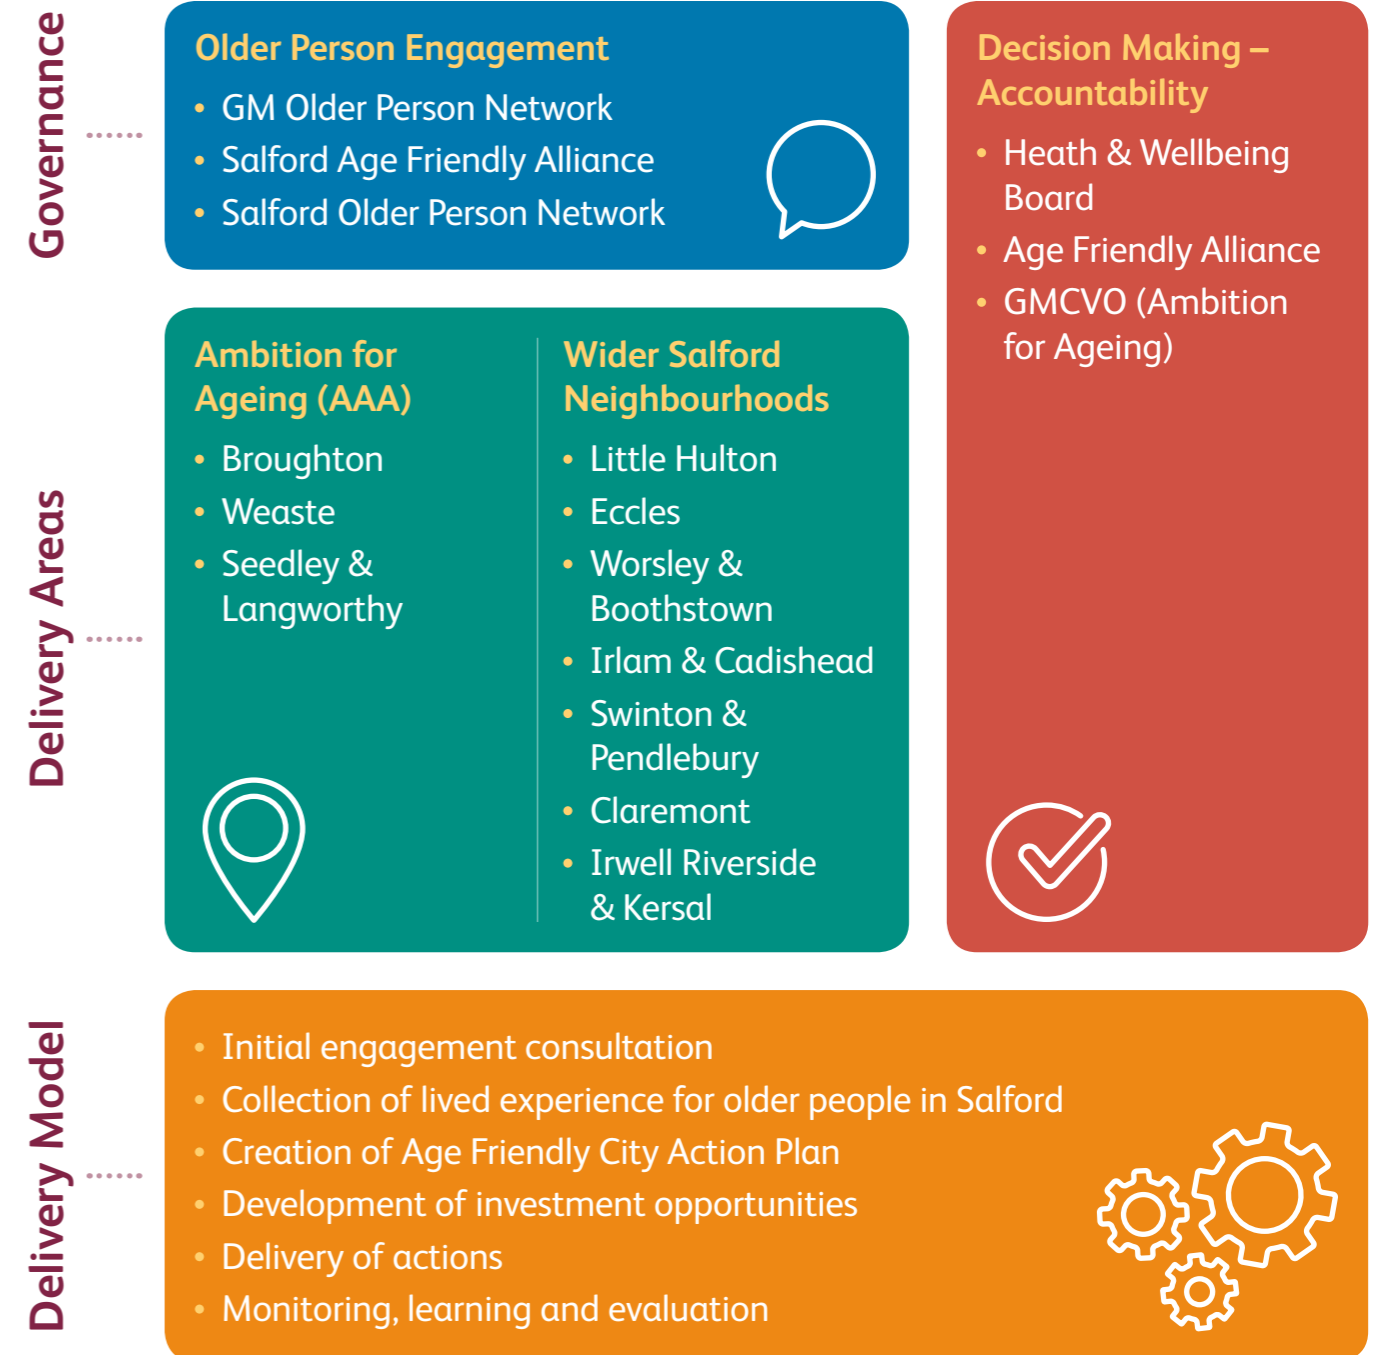 Governance
Older Person Engagement
• GM Older Person Network
• Salford Age Friendly Alliance
• Salford Older Person Network
Decision Making –
Accountability
• Heath & Wellbeing
Board
• Age Friendly Alliance
• GMCVO (Ambition
for Ageing)
Delivery Areas
Ambition for
Ageing (AAA)
• Broughton
• Weaste
• Seedley &
Langworthy
Wider Salford
Neighbourhoods
• Little Hulton
• Eccles
• Worsley &
Boothstown
• Irlam & Cadishead
• Swinton &
Pendlebury
• Claremont
• Irwell Riverside
& Kersal
Delivery Model
• Initial engagement consultation
• Collection of lived experience for older people in Salford
• Creation of Age Friendly City Action Plan
• Development of investment opportunities
• Delivery of actions
• Monitoring, learning and evaluation